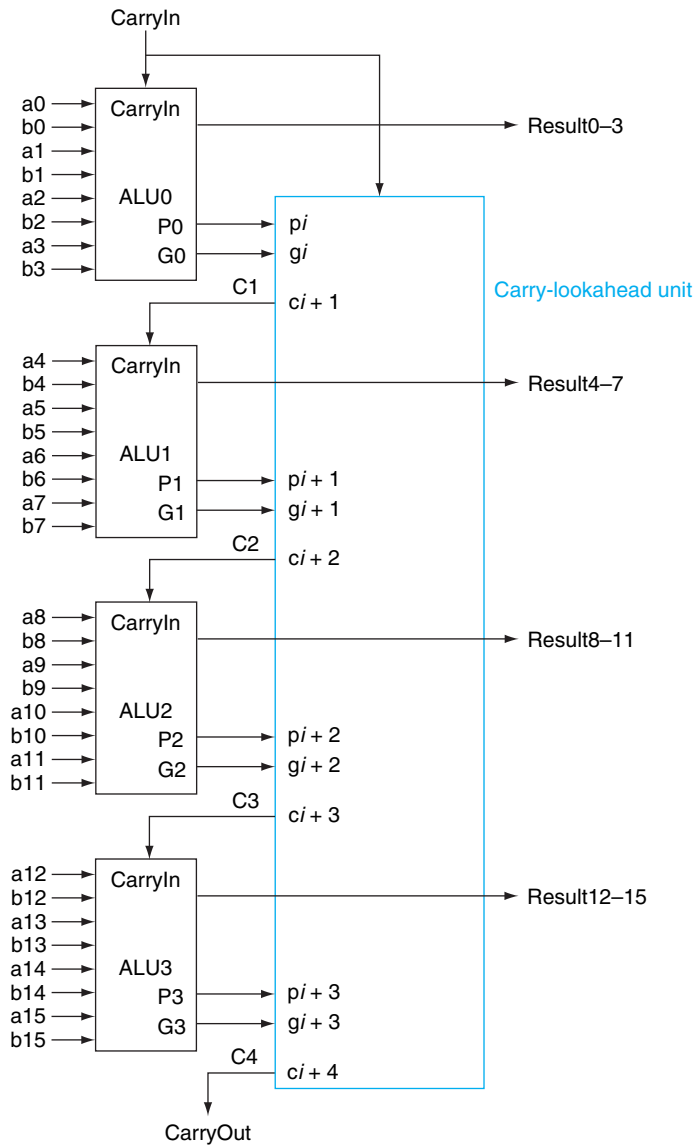 CarryIn
a0
b0
a1
b1
a2
b2
a3
b3
CarryIn
ALU0
P0
G0
Result0–3
pi
gi
Carry-lookahead unit
C1
ci + 1
a4
b4
a5
b5
a6
b6
a7
b7
CarryIn
ALU1
P1
G1
Result4–7
pi + 1
gi + 1
C2
ci + 2
a8
b8
a9
b9
a10
b10
a11
b11
CarryIn
ALU2
P2
G2
Result8–11
pi + 2
gi + 2
C3
ci + 3
a12
b12
a13
b13
a14
b14
a15
b15
CarryIn
ALU3
P3
G3
Result12–15
pi + 3
gi + 3
C4
ci + 4
CarryOut